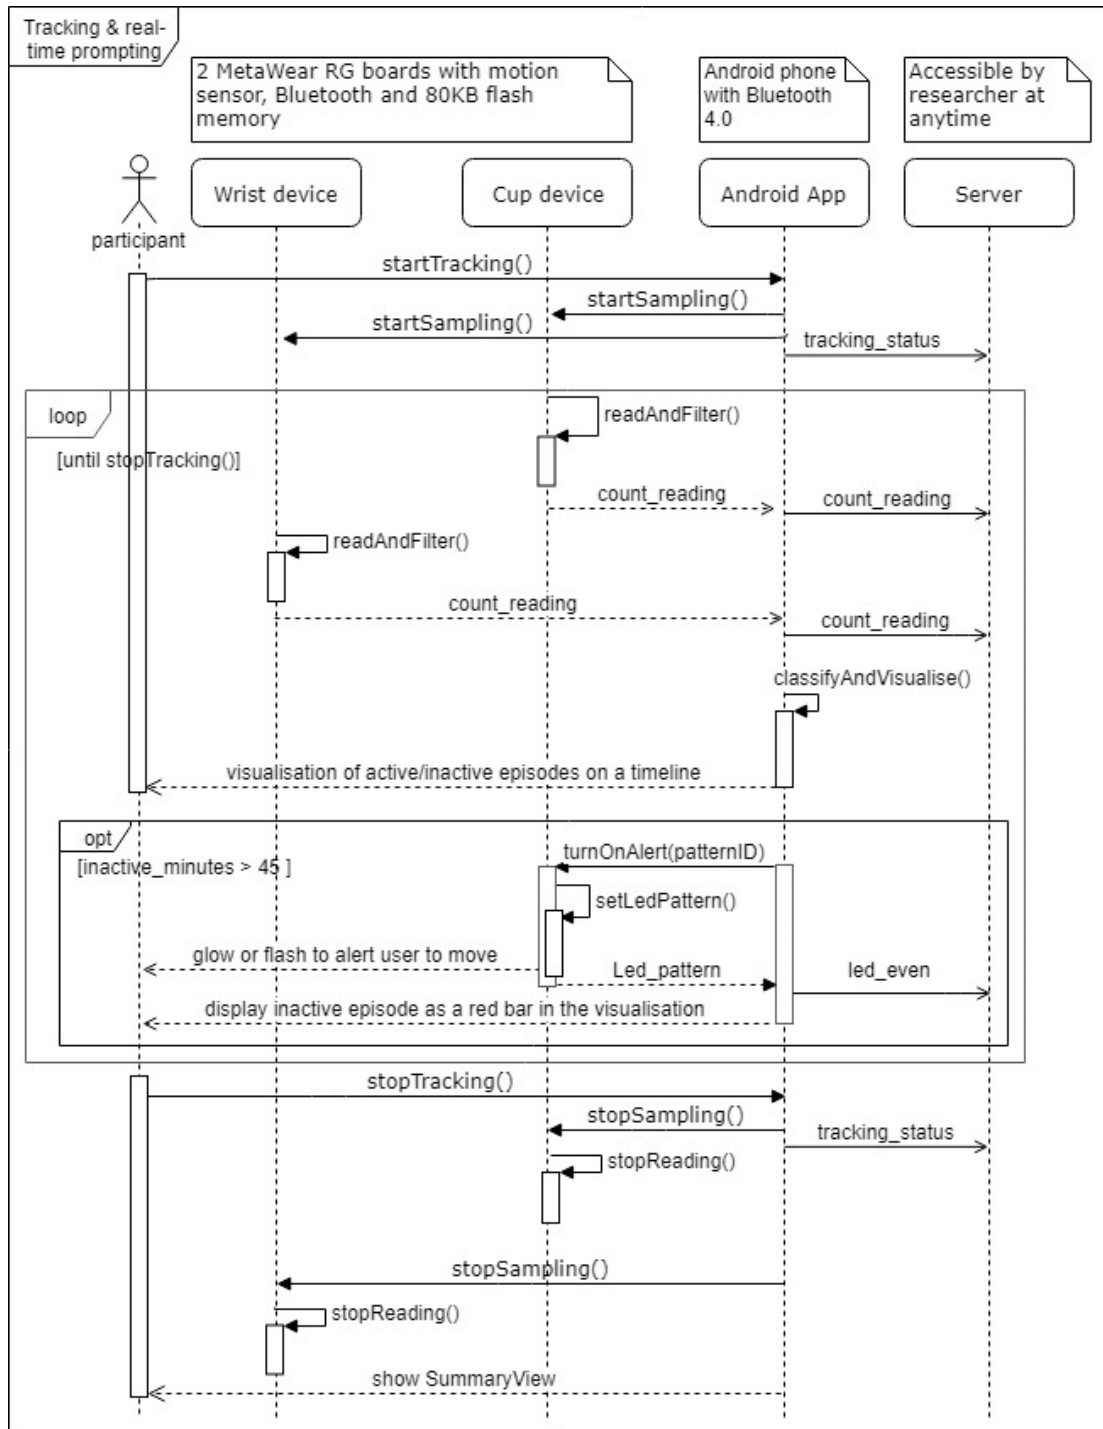 Tracking & real-
time prompting
2 MetaWear RG boards with motion
sensor, Bluetooth and 80KB flash
memory
Android phone
with Bluetooth
4.0
Accessible by
researcher at
anytime
participant
Wrist device
Cup device
Android App
Server
startTracking()
startSampling()
startSampling()
tracking_status
loop
[until stopTracking()]
readAndFilter()
count_reading
count_reading
readAndFilter()
count_reading
count_reading
classifyAndVisualise()
visualisation of active/inactive episodes on a timeline
opt
[inactive_minutes > 45 ]
turnOnAlert(patternID)
setLedPattern()
glow or flash to alert user to move
Led_pattern
led_even
display inactive episode as a red bar in the visualisation
stopTracking()
stopSampling()
tracking_status
stopReading()
stopSampling()
stopReading()
show SummaryView